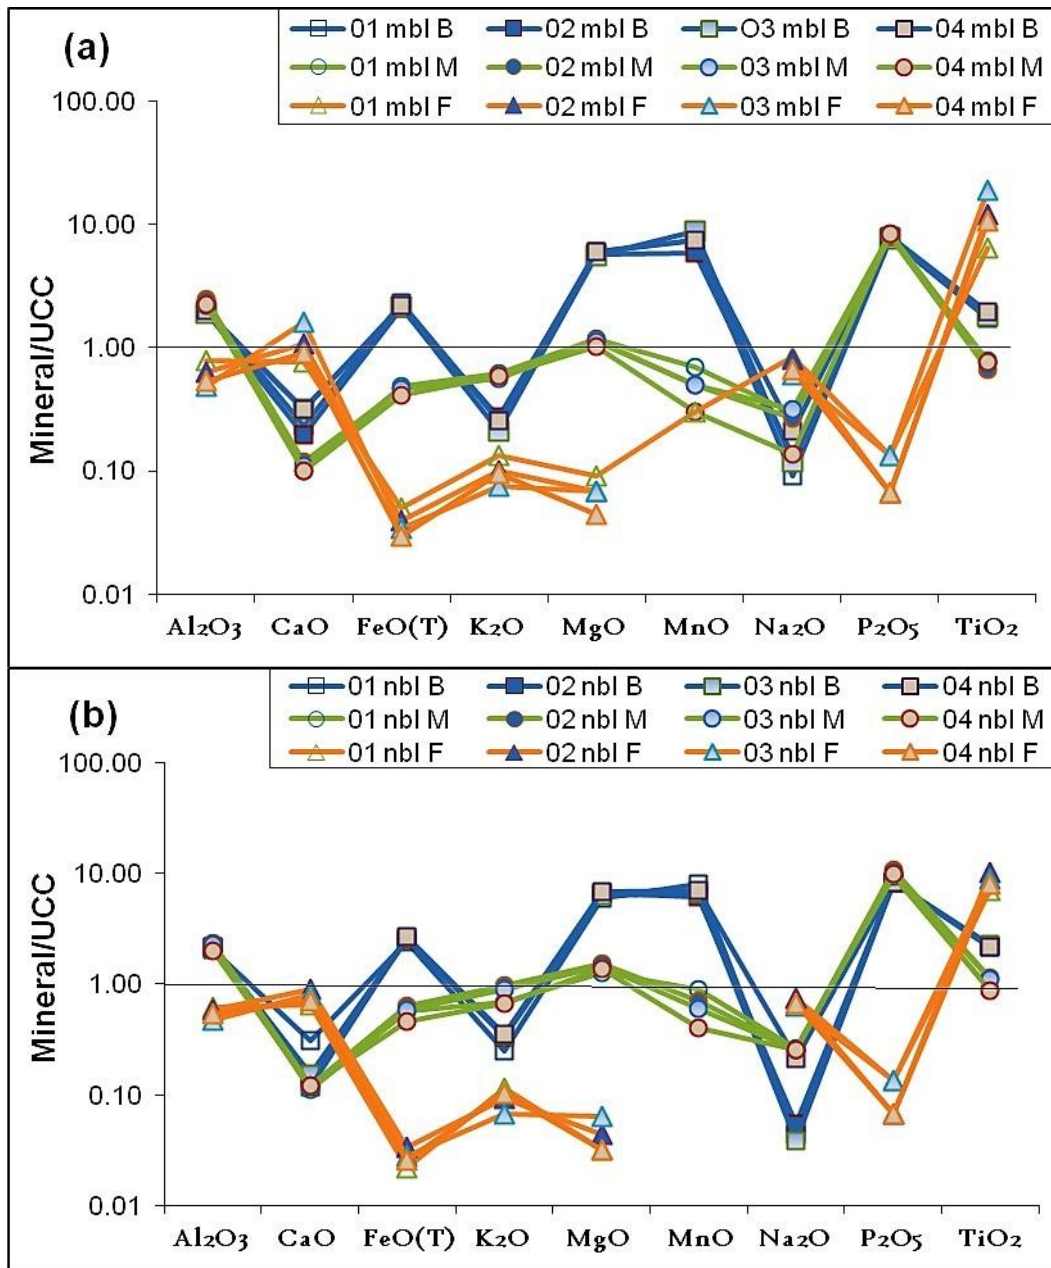 (a)
01 mbl B 02 mbl B O3 mbl B 04 mbl B
01 mbl M 02 mbl M 03 mbl M 04 mbl M
01 mbl F 02 mbl F 03 mbl F 04 mbl F
100.00
10.00
1.00
0.10
0.01
Mineral/UCC
Al₂O₃ CaO FeO(T) K₂O MgO MnO Na₂O P₂O₅ TiO₂
(b)
01 nbl B 02 nbl B 03 nbl B 04 nbl B
01 nbl M 02 nbl M 03 nbl M 04 nbl M
01 nbl F 02 nbl F 03 nbl F 04 nbl F
100.00
10.00
1.00
0.10
0.01
Mineral/UCC
Al₂O₃ CaO FeO(T) K₂O MgO MnO Na₂O P₂O₅ TiO₂